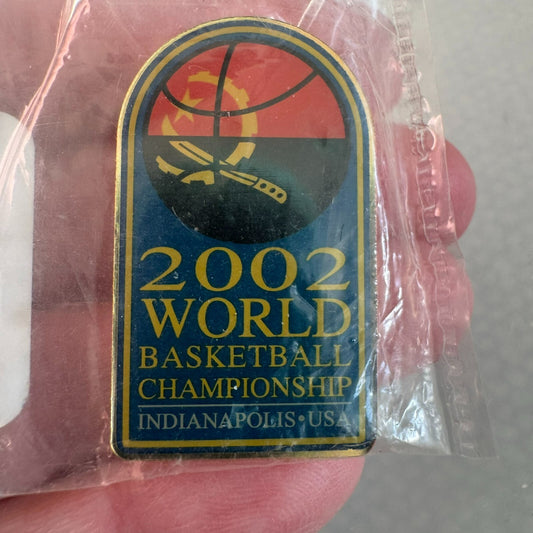 2002
WORLD
BASKETBALL
CHAMPIONSHIP
INDIANAPOLIS • USA